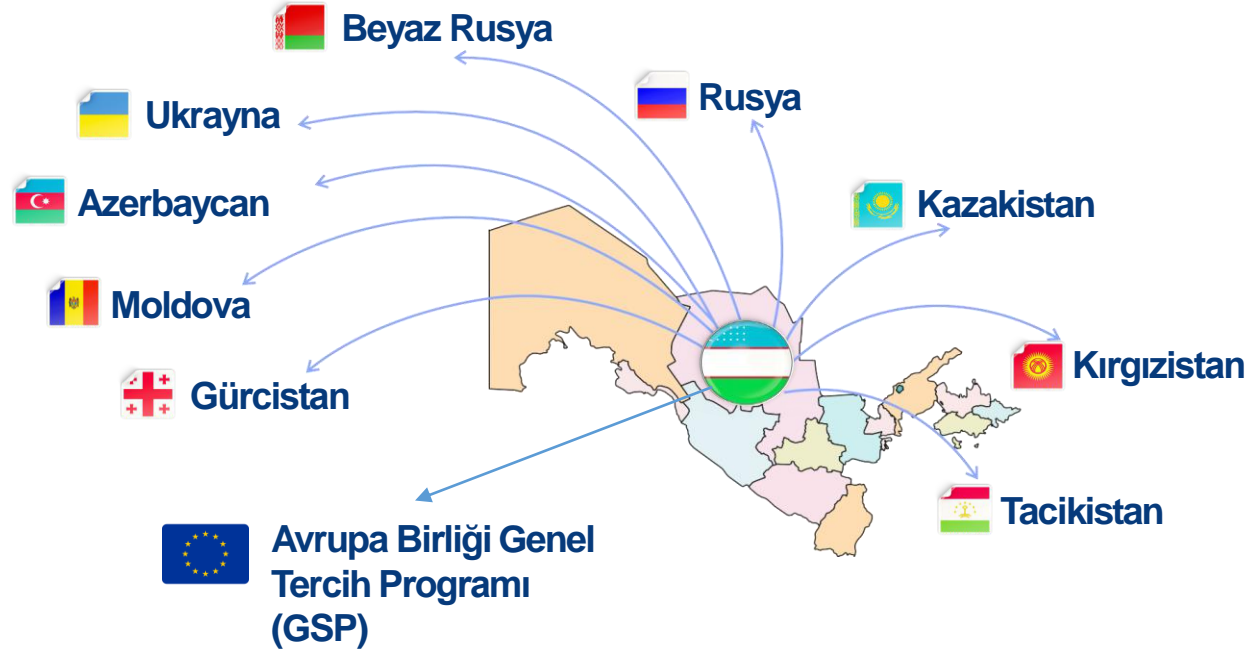 Beyaz Rusya
Rusya
Ukrayna
Azerbaycan
Kazakistan
Moldova
Kırgızistan
Gürcistan
Tacikistan
Avrupa Birliği Genel
Tercih Programı
(GSP)